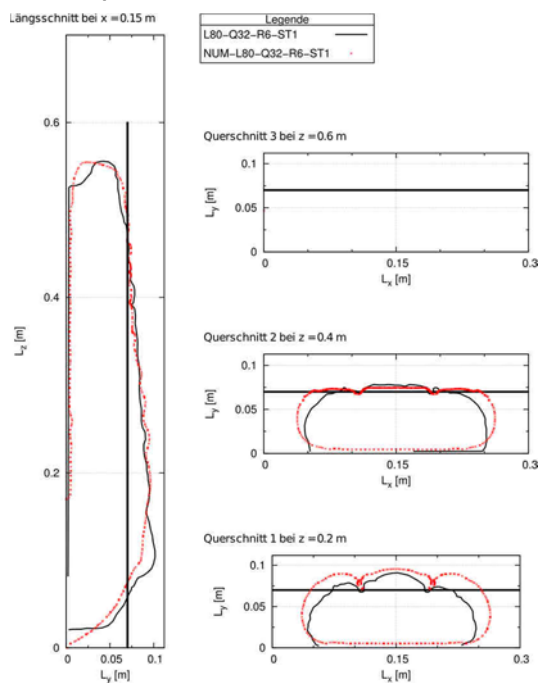 Längsschnitt bei x = 0.15 m
Legende
L80-Q32-R6-ST1
NUM-L80-Q32-R6-ST1
0.6
0.4
0.2
0
L_z [m]
0 0.05 0.1
L_y [m]
Querschnitt 3 bei z = 0.6 m
0.1
0.05
0
L_y [m]
0 0.15 0.3
L_x [m]
Querschnitt 2 bei z = 0.4 m
0.1
0.05
0
L_y [m]
0 0.15 0.3
L_x [m]
Querschnitt 1 bei z = 0.2 m
0.1
0.05
0
L_y [m]
0 0.15 0.3
L_x [m]